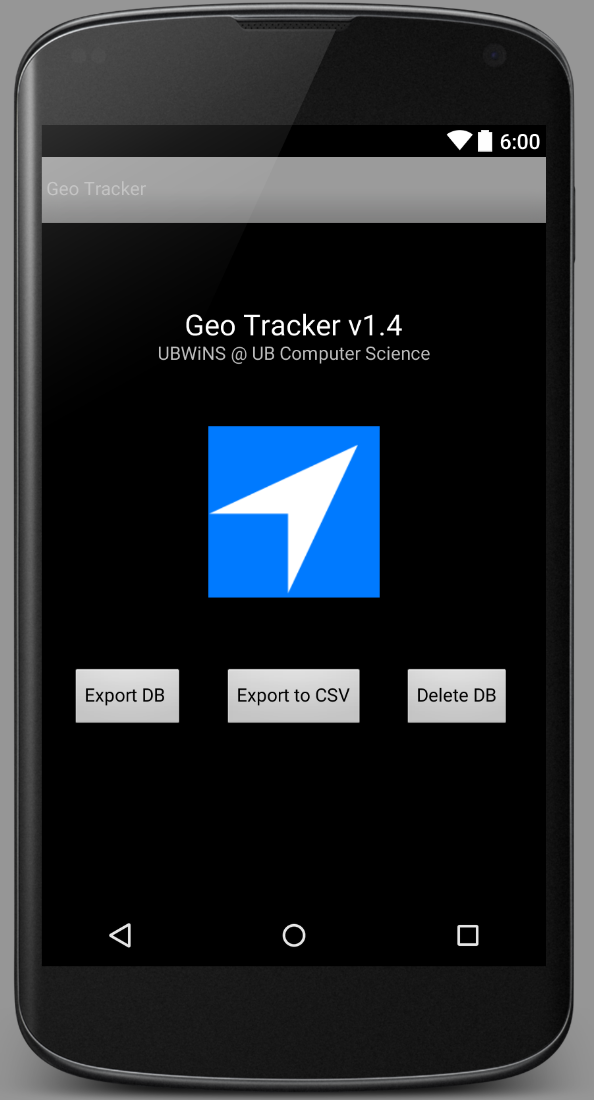 6:00
Geo Tracker
Geo Tracker v1.4
UBWiNS @ UB Computer Science
Export DB
Export to CSV
Delete DB